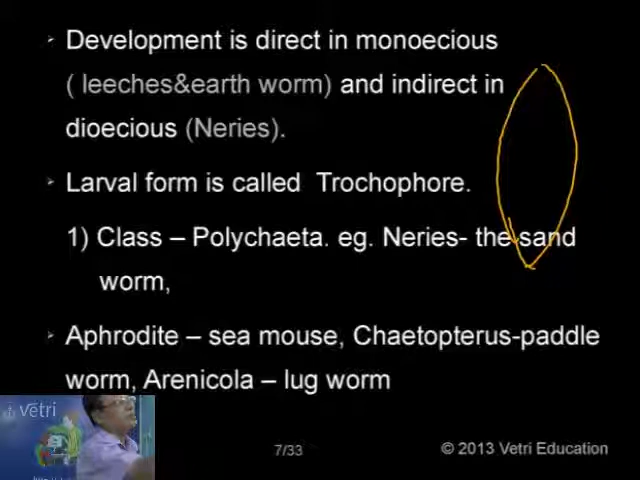 Development is direct in monoecious
( leeches&earth worm) and indirect in
dioecious (Neries).
Larval form is called Trochophore.
1) Class – Polychaeta. eg. Neries- the sand
worm,
Aphrodite – sea mouse, Chaetopterus-paddle
worm, Arenicola – lug worm
vetri
7/33
© 2013 Vetri Education